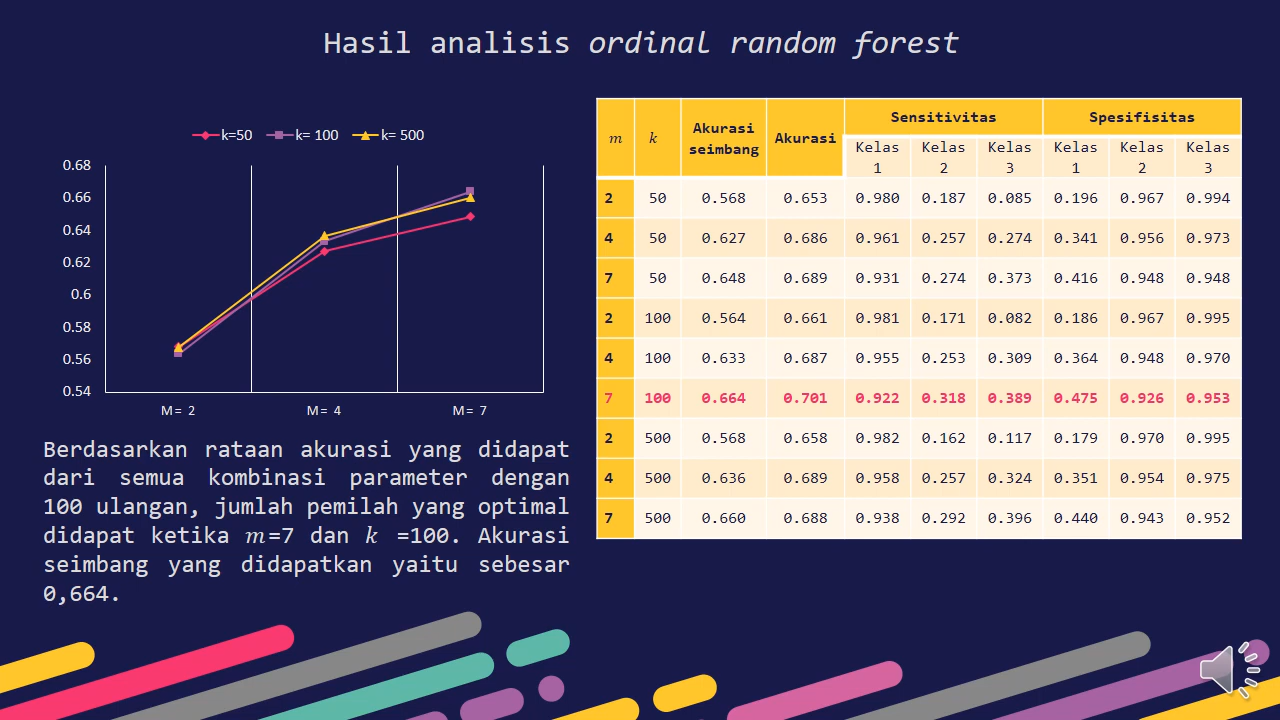 Hasil analisis ordinal random forest
k=50 k= 100 k= 500
0.68
0.66
0.64
0.62
0.6
0.58
0.56
0.54
M= 2 M= 4 M= 7
Berdasarkan rataan akurasi yang didapat
dari semua kombinasi parameter dengan
100 ulangan, jumlah pemilah yang optimal
didapat ketika m=7 dan k =100. Akurasi
seimbang yang didapatkan yaitu sebesar
0,664.
m k Akurasi seimbang Akurasi Sensitivitas Spesifisitas
Kelas 1 Kelas 2 Kelas 3 Kelas 1 Kelas 2 Kelas 3
2 50 0.568 0.653 0.980 0.187 0.085 0.196 0.967 0.994
4 50 0.627 0.686 0.961 0.257 0.274 0.341 0.956 0.973
7 50 0.648 0.689 0.931 0.274 0.373 0.416 0.948 0.948
2 100 0.564 0.661 0.981 0.171 0.082 0.186 0.967 0.995
4 100 0.633 0.687 0.955 0.253 0.309 0.364 0.948 0.970
7 100 0.664 0.701 0.922 0.318 0.389 0.475 0.926 0.953
2 500 0.568 0.658 0.982 0.162 0.117 0.179 0.970 0.995
4 500 0.636 0.689 0.958 0.257 0.324 0.351 0.954 0.975
7 500 0.660 0.688 0.938 0.292 0.396 0.440 0.943 0.952